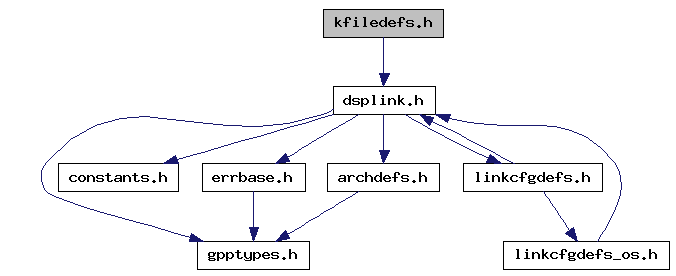 kfiledefs.h
dsplink.h
constants.h
errbase.h
archdefs.h
linkcfgdefs.h
gpptypes.h
linkcfgdefs_os.h